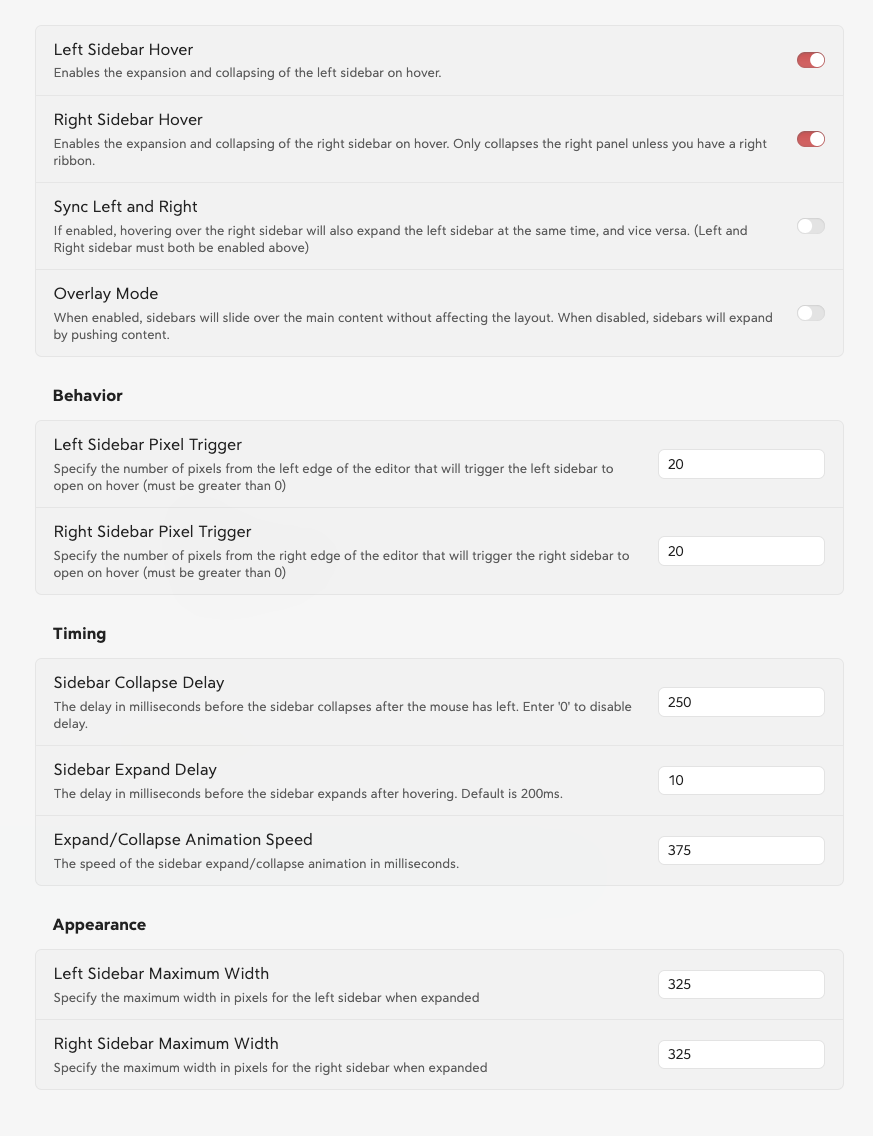 Left Sidebar Hover
Enables the expansion and collapsing of the left sidebar on hover.
Right Sidebar Hover
Enables the expansion and collapsing of the right sidebar on hover. Only collapses the right panel unless you have a right
ribbon.
Sync Left and Right
If enabled, hovering over the right sidebar will also expand the left sidebar at the same time, and vice versa. (Left and
Right sidebar must both be enabled above)
Overlay Mode
When enabled, sidebars will slide over the main content without affecting the layout. When disabled, sidebars will expand
by pushing content.
Behavior
Left Sidebar Pixel Trigger
Specify the number of pixels from the left edge of the editor that will trigger the left sidebar to
open on hover (must be greater than 0)
20
Right Sidebar Pixel Trigger
Specify the number of pixels from the right edge of the editor that will trigger the right sidebar to
open on hover (must be greater than 0)
20
Timing
Sidebar Collapse Delay
The delay in milliseconds before the sidebar collapses after the mouse has left. Enter '0' to disable
delay.
250
Sidebar Expand Delay
The delay in milliseconds before the sidebar expands after hovering. Default is 200ms.
10
Expand/Collapse Animation Speed
The speed of the sidebar expand/collapse animation in milliseconds.
375
Appearance
Left Sidebar Maximum Width
Specify the maximum width in pixels for the left sidebar when expanded
325
Right Sidebar Maximum Width
Specify the maximum width in pixels for the right sidebar when expanded
325